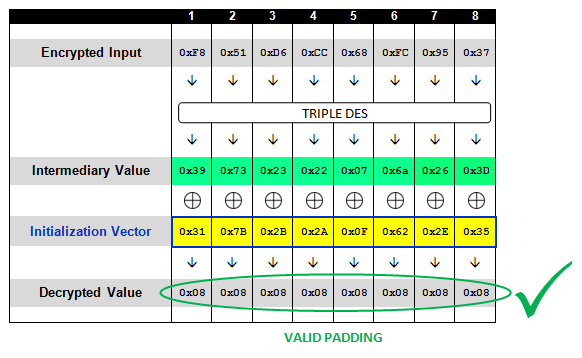 1 2 3 4 5 6 7 8
Encrypted Input 0xF8 0x51 0xD6 0xCC 0x68 0xFC 0x95 0x37
TRIPLE DES
Intermediary Value 0x39 0x73 0x23 0x22 0x07 0x6a 0x26 0x3D
Initialization Vector 0x31 0x7B 0x2B 0x2A 0x0F 0x62 0x2E 0x35
Decrypted Value 0x08 0x08 0x08 0x08 0x08 0x08 0x08 0x08
VALID PADDING